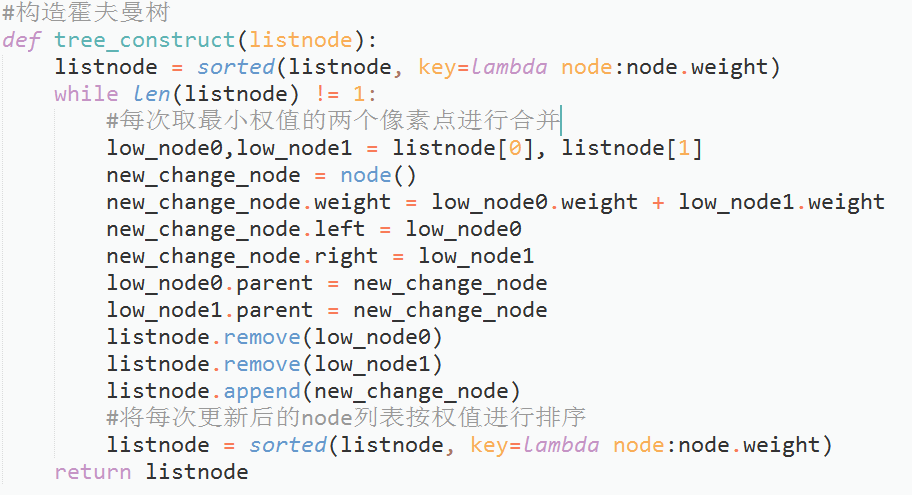 #构造霍夫曼树
def tree_construct(listnode):
    listnode = sorted(listnode, key=lambda node:node.weight)
    while len(listnode) != 1:
        #每次取最小权值的两个像素点进行合并
        low_node0,low_node1 = listnode[0], listnode[1]
        new_change_node = node()
        new_change_node.weight = low_node0.weight + low_node1.weight
        new_change_node.left = low_node0
        new_change_node.right = low_node1
        low_node0.parent = new_change_node
        low_node1.parent = new_change_node
        listnode.remove(low_node0)
        listnode.remove(low_node1)
        listnode.append(new_change_node)
        #将每次更新后的node列表按权值进行排序
        listnode = sorted(listnode, key=lambda node:node.weight)
    return listnode